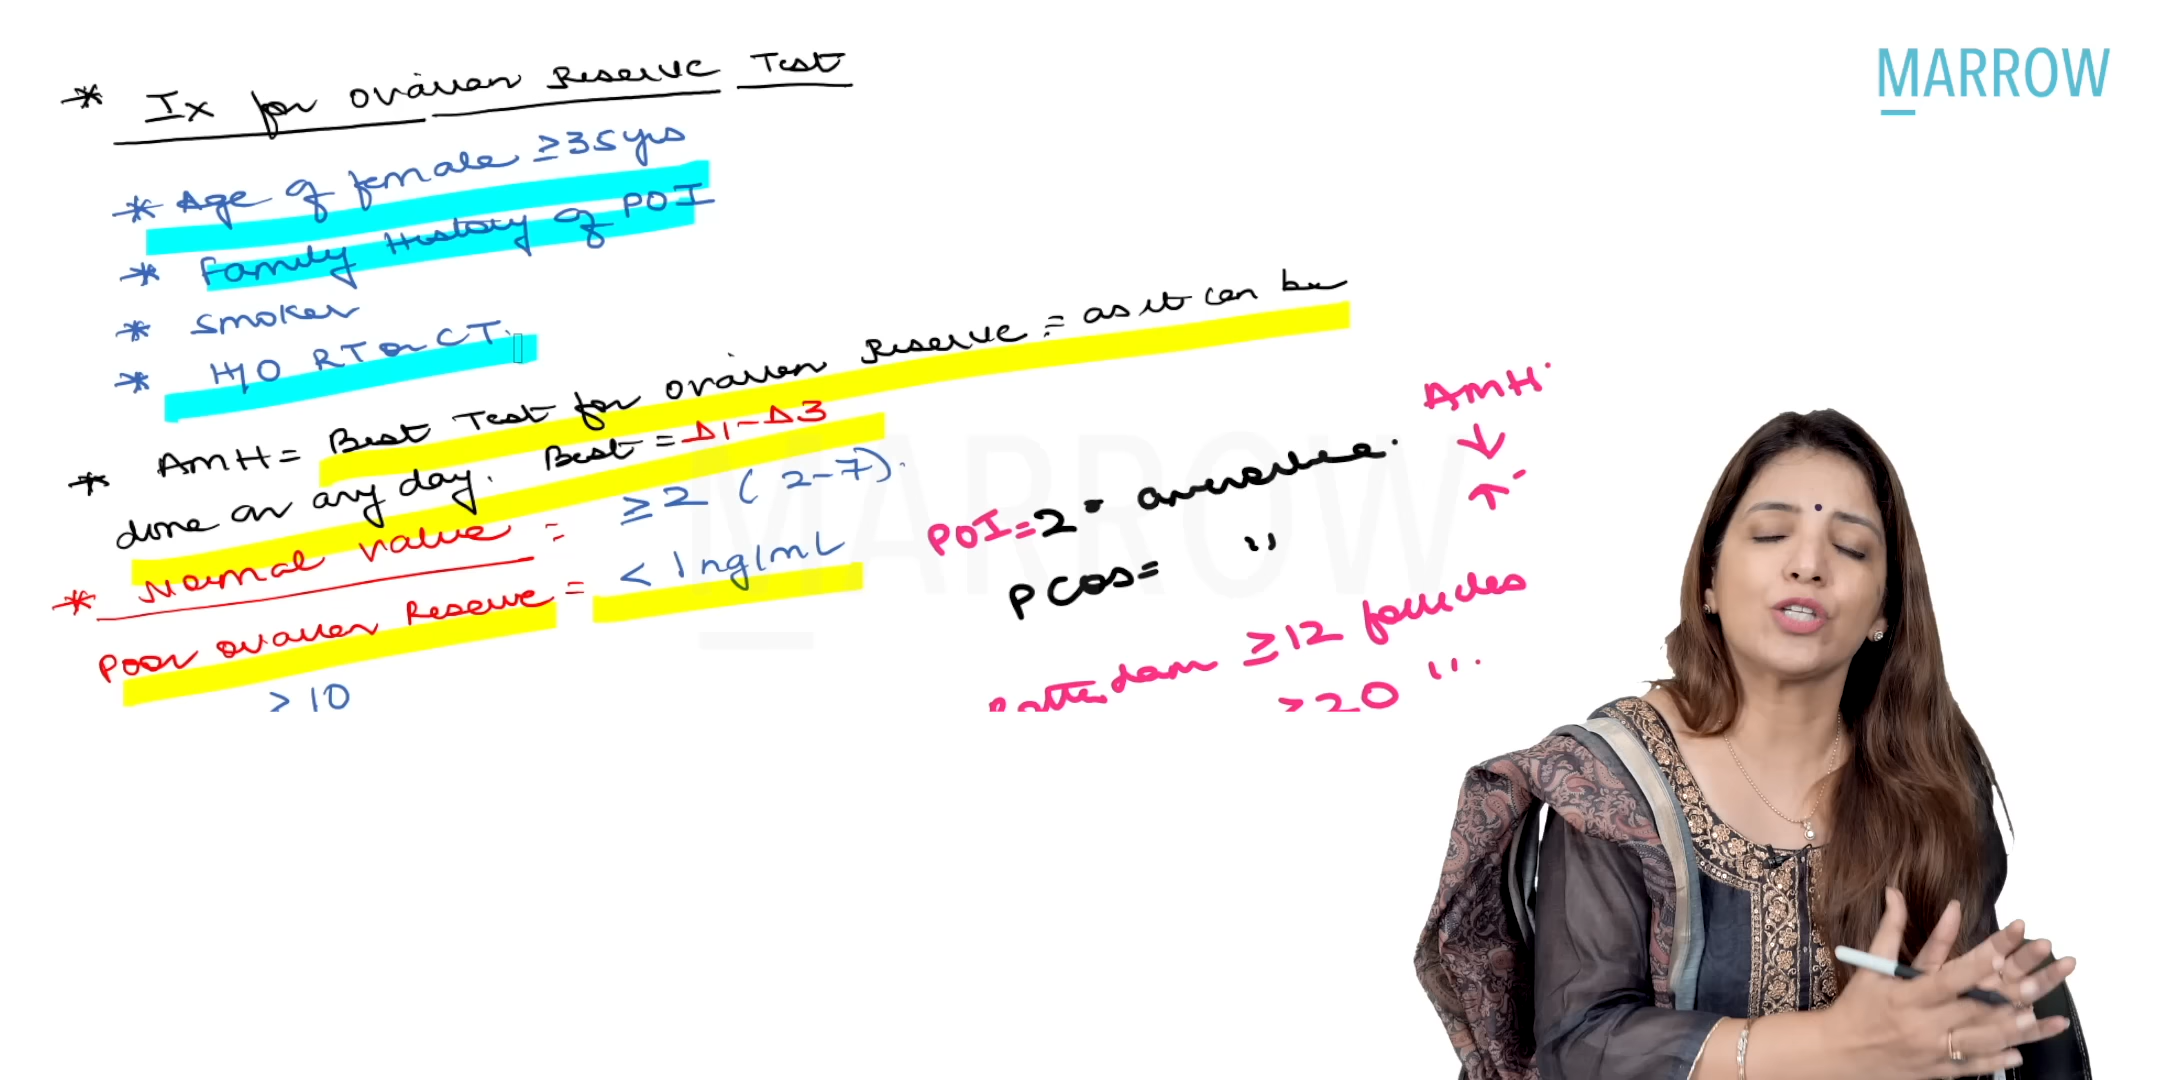 MARROW
* Ix for ovarian Reserve Test
* Age of female ≥35yrs
* Family History of POI
* Smoker
* H/O RT or CT.
* AMH = Best Test for ovarian Reserve = as it can be
done on any day. Best = D1-D3
* Normal value = ≥2 (2-7).
Poor ovarian Reserve = <1ng/mL
>10
AMH.
POI = 2° amenorrhea. ↓
PCOS = " ↑
Rotterdam ≥12 follicles
≥20 "
MARROW